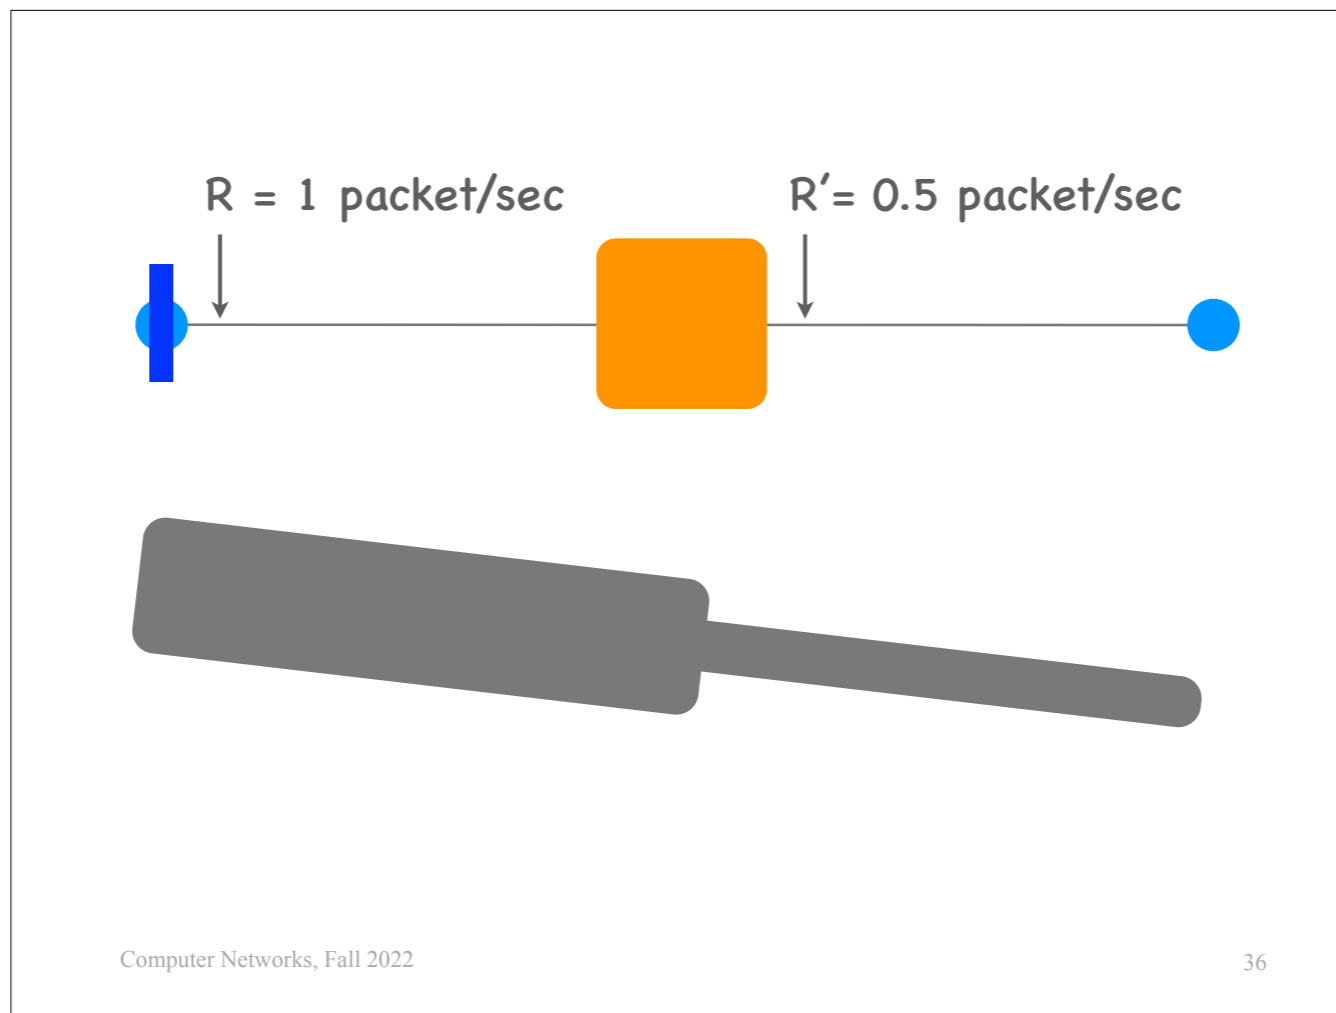 R = 1 packet/sec
R′= 0.5 packet/sec
Computer Networks, Fall 2022
36